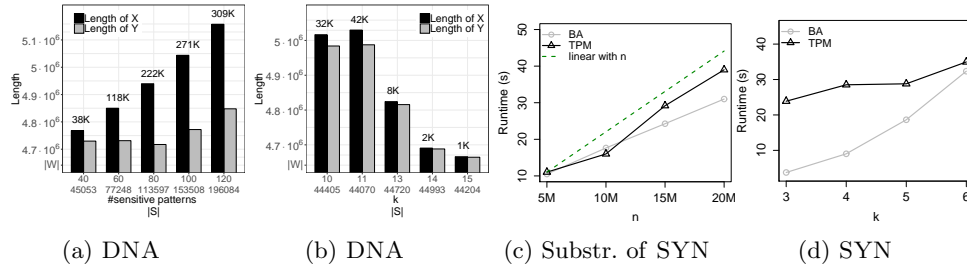 Length of X
Length of Y
309K
271K
222K
118K
38K
5.1·10⁶
5·10⁶
4.9·10⁶
4.8·10⁶
4.7·10⁶
|W|
Length
40 60 80 100 120
45053 77248 113597 153508 196084
#sensitive patterns
|S|
(a) DNA
Length of X
Length of Y
32K
42K
8K
2K
1K
5·10⁶
5·10⁶
4.9·10⁶
4.8·10⁶
4.7·10⁶
|W|
Length
10 11 13 14 15
44405 44070 44720 44993 44204
k
|S|
(b) DNA
BA
TPM
linear with n
50
40
30
20
10
Runtime (s)
5M 10M 15M 20M
n
(c) Substr. of SYN
BA
TPM
50
40
30
20
10
0
Runtime (s)
3 4 5 6
k
(d) SYN